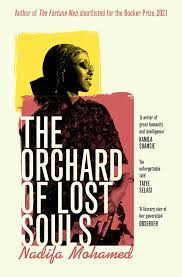 Author of The Fortune Men, shortlisted for the Booker Prize, 2021
'A writer of
great humanity
and intelligence'
KAMILA
SHAMSIE
'An
unforgettable
tale'
TAIYE
SELASI
'A literary star of
her generation'
OBSERVER
THE
ORCHARD
OF LOST
SOULS
Nadifa Mohamed